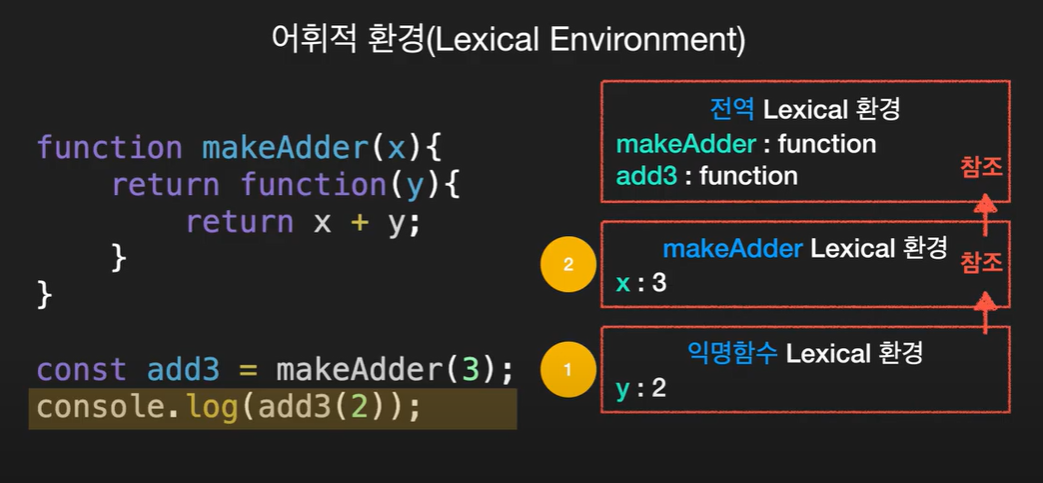 어휘적 환경(Lexical Environment)
function makeAdder(x){
    return function(y){
        return x + y;
    }
}
const add3 = makeAdder(3);
console.log(add3(2));
전역 Lexical 환경
makeAdder : function
add3 : function
참조
2
makeAdder Lexical 환경
x : 3
참조
1
익명함수 Lexical 환경
y : 2